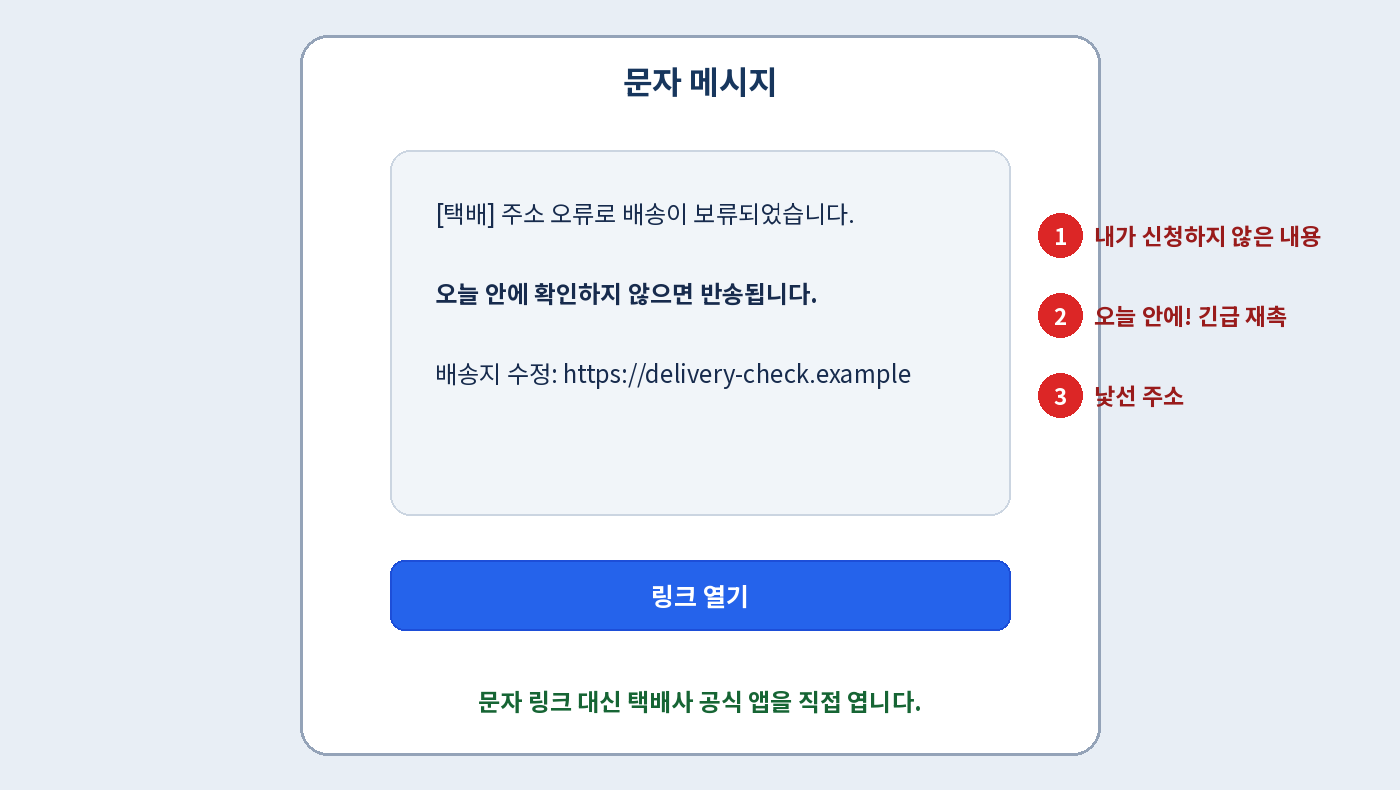 문자 메시지
[택배] 주소 오류로 배송이 보류되었습니다.
1 내가 신청하지 않은 내용
오늘 안에 확인하지 않으면 반송됩니다.
2 오늘 안에! 긴급 재촉
배송지 수정: https://delivery-check.example
3 낯선 주소
링크 열기
문자 링크 대신 택배사 공식 앱을 직접 엽니다.